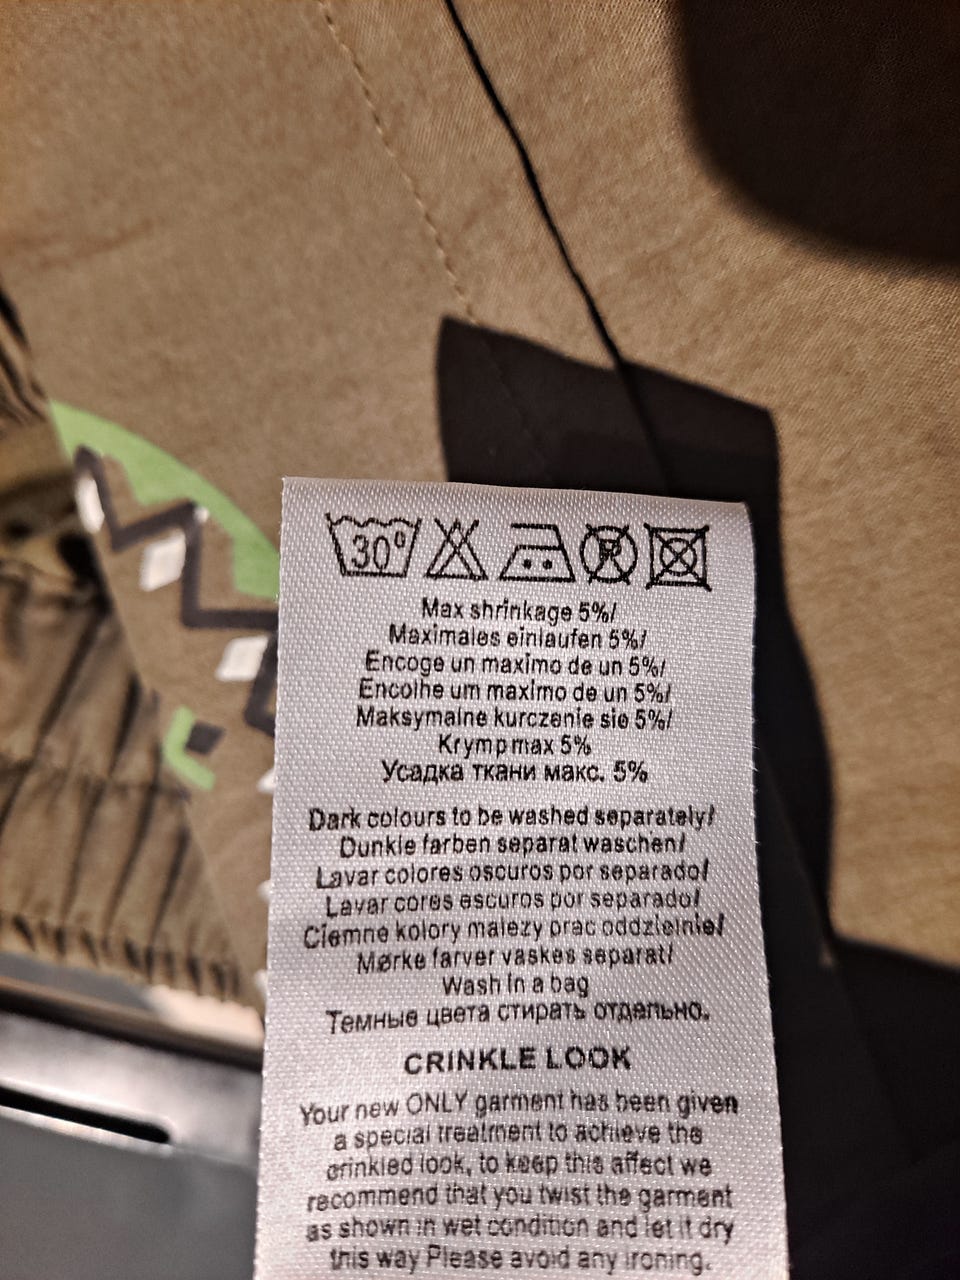 30°
P
Max shrinkage 5%/
Maximales einlaufen 5%/
Encoge un maximo de un 5%/
Encolhe um maximo de un 5%/
Maksymalne kurczenie sie 5%/
Krymp max 5%
Усадка ткани макс. 5%
Dark colours to be washed separately/
Dunkle farben separat waschen/
Lavar colores oscuros por separado/
Lavar cores escuros por separado/
Ciemne kolory malezy prac oddzielniel
Mørke farver vaskes separat/
Wash in a bag
Темные цвета стирать отдельно.
CRINKLE LOOK
Your new ONLY garment has been given
a special treatment to achieve the
crinkled look, to keep this affect we
recommend that you twist the garment
as shown in wet condition and let it dry
this way Please avoid any ironing.